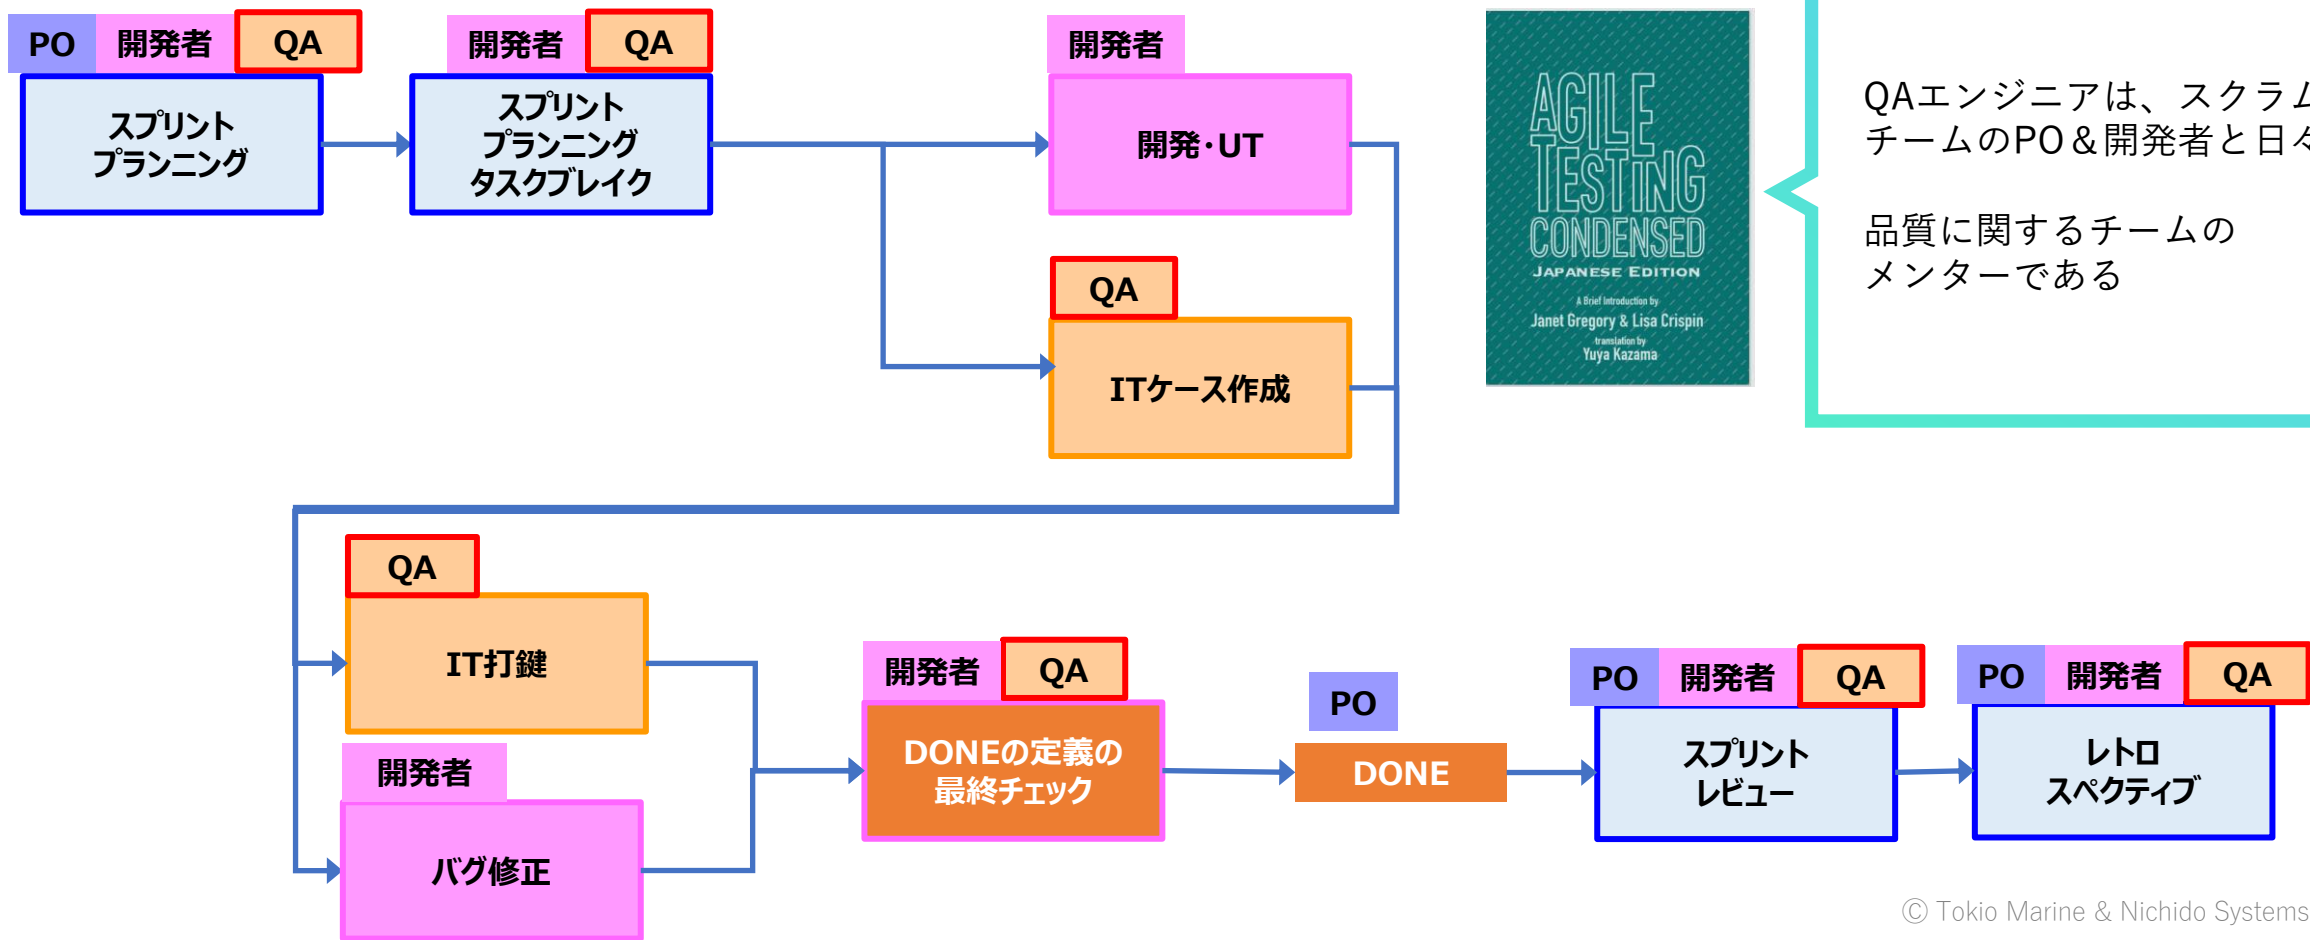 PO 開発者 QA
スプリント
プランニング
開発者 QA
スプリント
プランニング
タスクブレイク
開発者
開発・UT
QA
ITケース作成
AGILE
TESTING
CONDENSED
JAPANESE EDITION
A Brief Introduction by
Janet Gregory & Lisa Crispin
translation by
Yuya Kazama
QAエンジニアは、スクラム
チームのPO&開発者と日々
品質に関するチームの
メンターである
QA
IT打鍵
開発者
バグ修正
開発者 QA
DONEの定義の
最終チェック
PO
DONE
PO 開発者 QA
スプリント
レビュー
PO 開発者 QA
レトロ
スペクティブ
© Tokio Marine & Nichido Systems